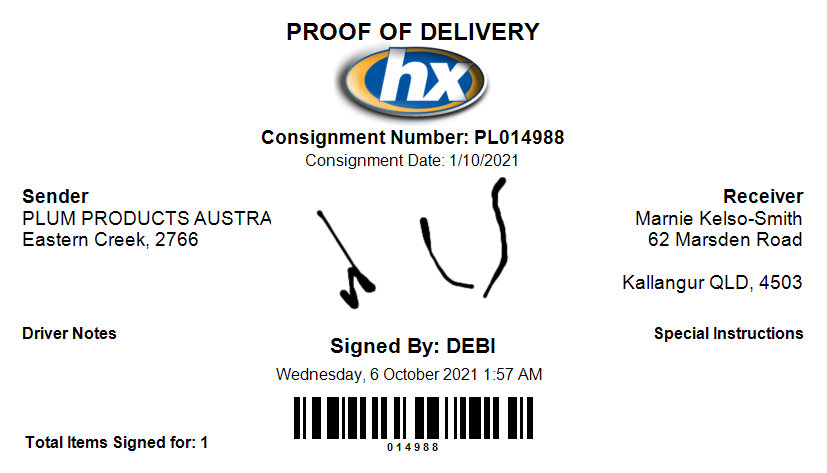 PROOF OF DELIVERY
hx
Consignment Number: PL014988
Consignment Date: 1/10/2021
Sender
PLUM PRODUCTS AUSTRA
Eastern Creek, 2766
Receiver
Marnie Kelso-Smith
62 Marsden Road
Kallangur QLD, 4503
Driver Notes
Special Instructions
Signed By: DEBI
Wednesday, 6 October 2021 1:57 AM
014988
Total Items Signed for: 1